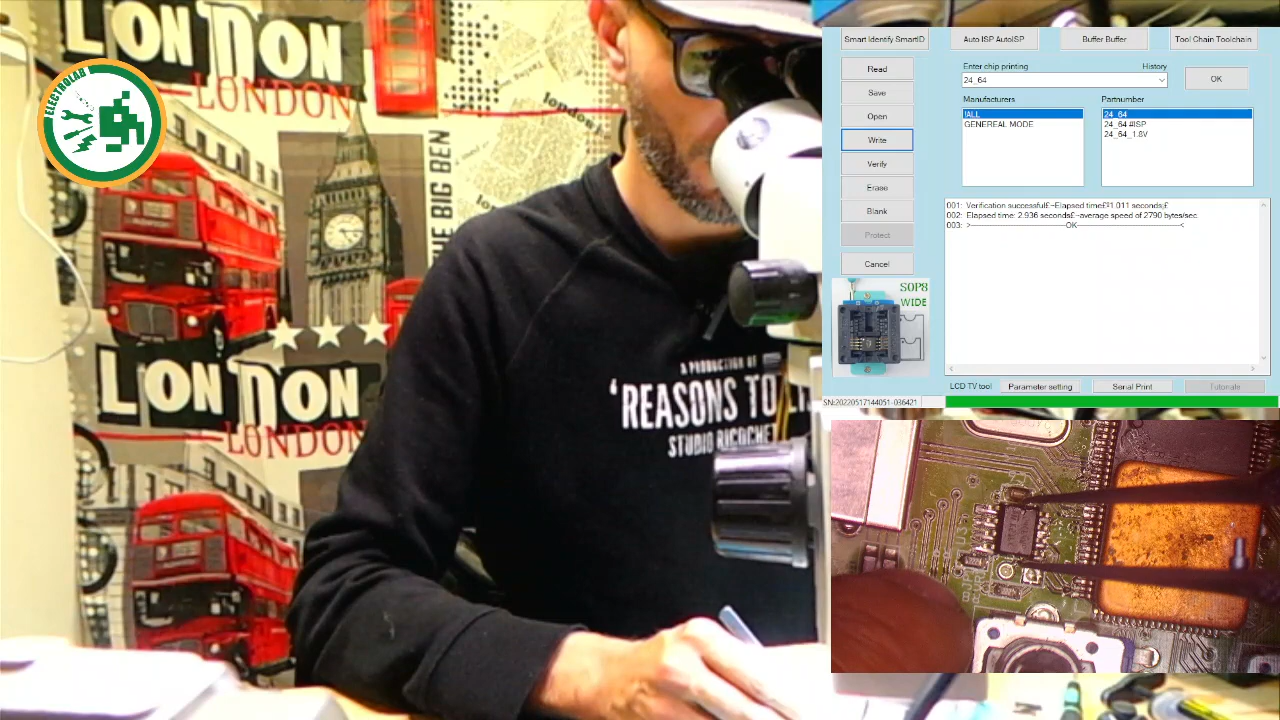 LONDON
LONDON
ELECTROLAB
THE BIG BEN
london
LONDON
LONDON
A PRODUCTION OF
'REASONS TO
STUDIO RICOCHET
Smart Identify SmartID
Auto ISP AutoISP
Buffer Buffer
Tool Chain Toolchain
Read
Save
Open
Write
Verify
Erase
Blank
Protect
Cancel
Enter chip printing
History
24_64
OK
Manufacturers
Partnumber
!ALL
GENEREAL MODE
24_64
24_64 #ISP
24_64_1.8V
001: Verification successful£¬Elapsed time£º1.011 seconds¡£
002: Elapsed time: 2.936 seconds£¬average speed of 2790 bytes/sec
003: >----------OK----------<
SOP8
WIDE
LCD TV tool
Parameter setting
Serial Print
Tutorials
SN:20220517144051-036421